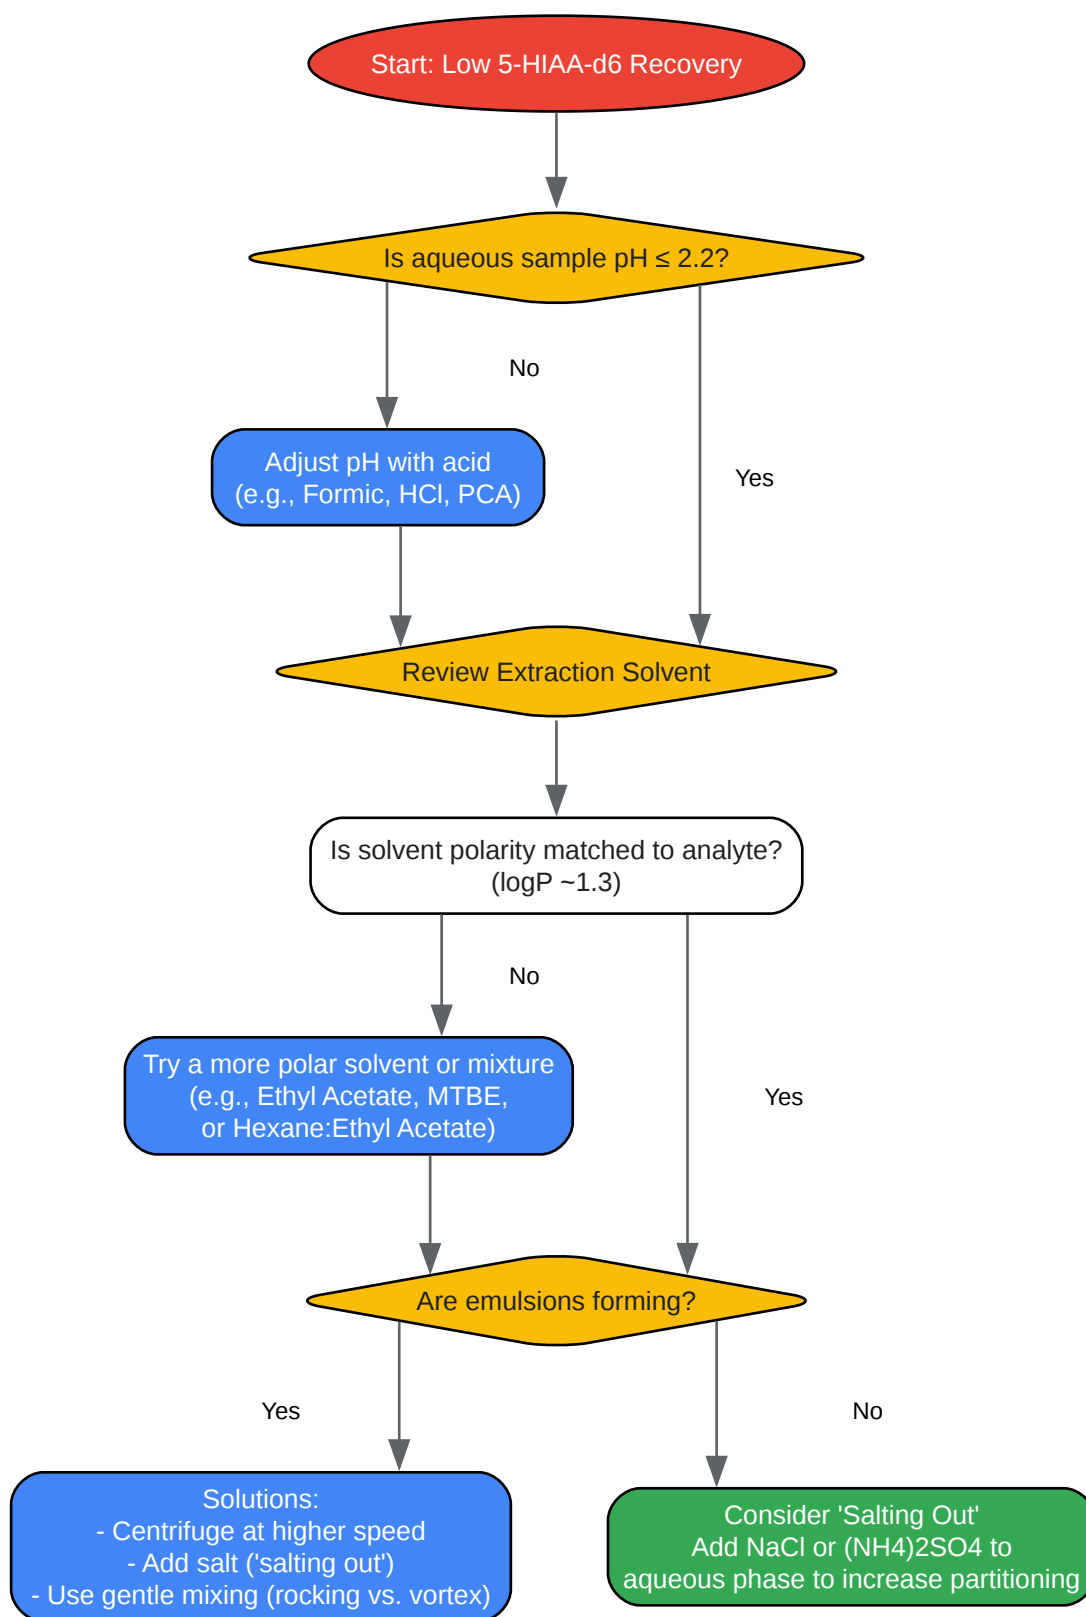 Start: Low 5-HIAA-d6 Recovery
Is aqueous sample pH ≤ 2.2?
No
Adjust pH with acid
(e.g., Formic, HCl, PCA)
Yes
Review Extraction Solvent
Is solvent polarity matched to analyte?
(logP ~1.3)
No
Try a more polar solvent or mixture
(e.g., Ethyl Acetate, MTBE,
or Hexane:Ethyl Acetate)
Yes
Are emulsions forming?
Yes
No
Solutions:
- Centrifuge at higher speed
- Add salt ('salting out')
- Use gentle mixing (rocking vs. vortex)
Consider 'Salting Out'
Add NaCl or (NH4)2SO4 to
aqueous phase to increase partitioning